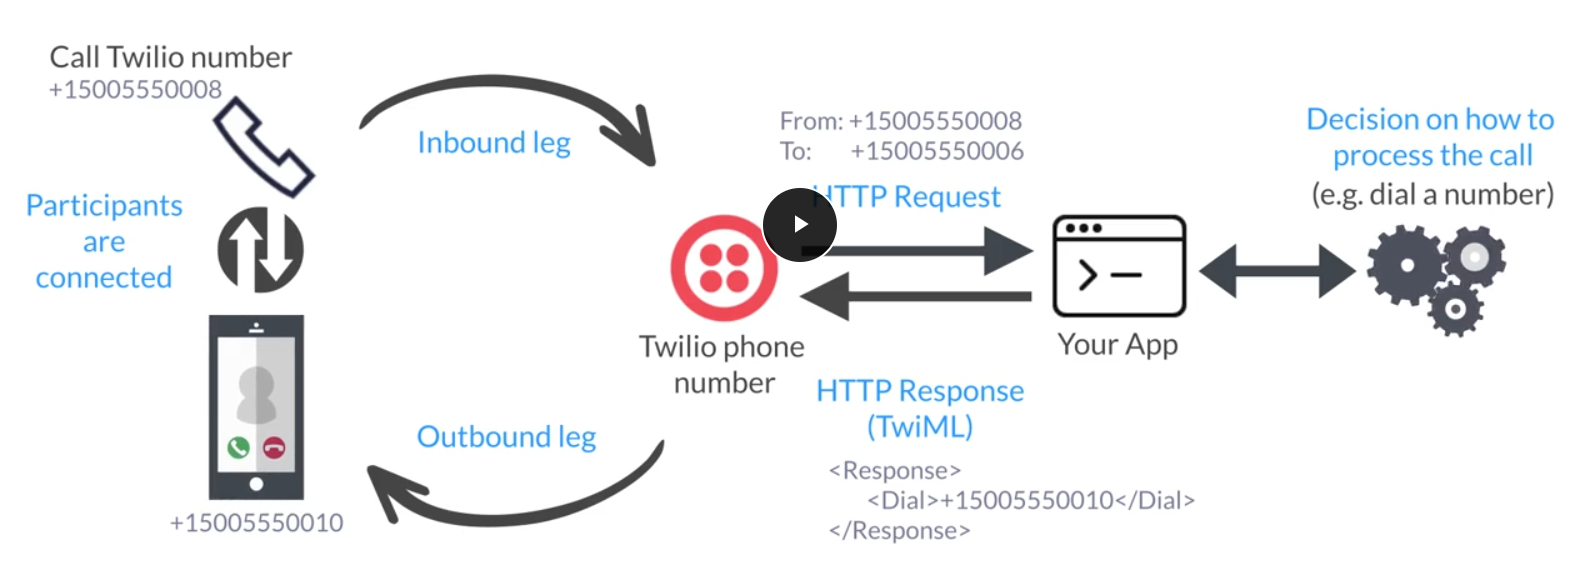 Call Twilio number
+15005550008
Inbound leg
Participants
are
connected
+15005550010
Outbound leg
Twilio phone
number
From: +15005550008
To: +15005550006
HTTP Request
HTTP Response
(TwiML)
<Response>
<Dial>+15005550010</Dial>
</Response>
Your App
Decision on how to
process the call
(e.g. dial a number)